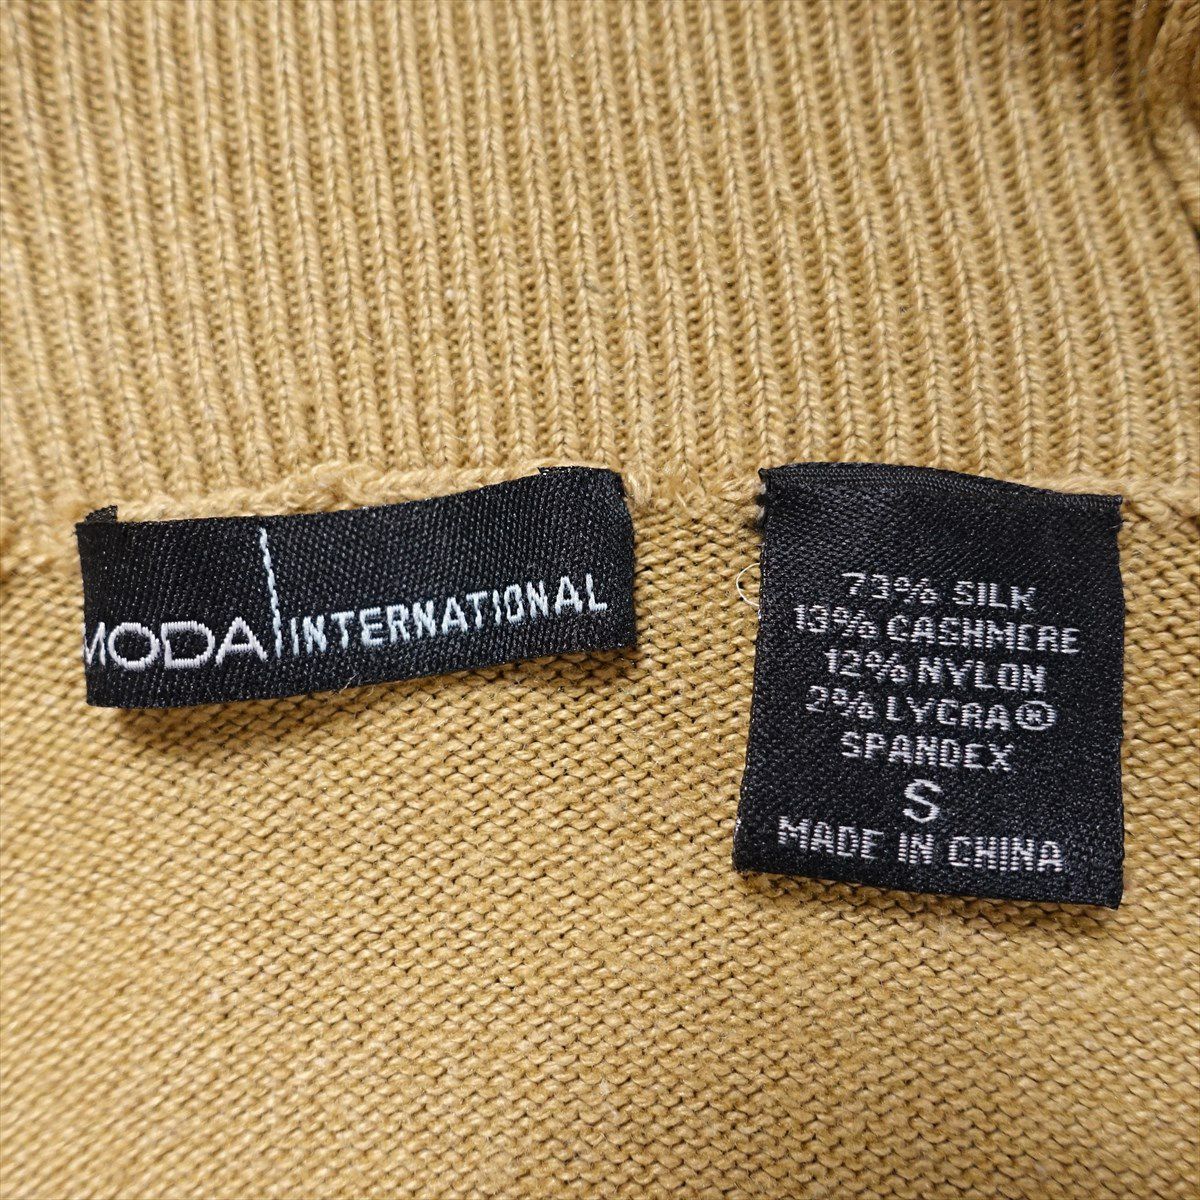 MODA INTERNATIONAL
73% SILK
13% CASHMERE
12% NYLON
2% LYCRA®
SPANDEX
S
MADE IN CHINA